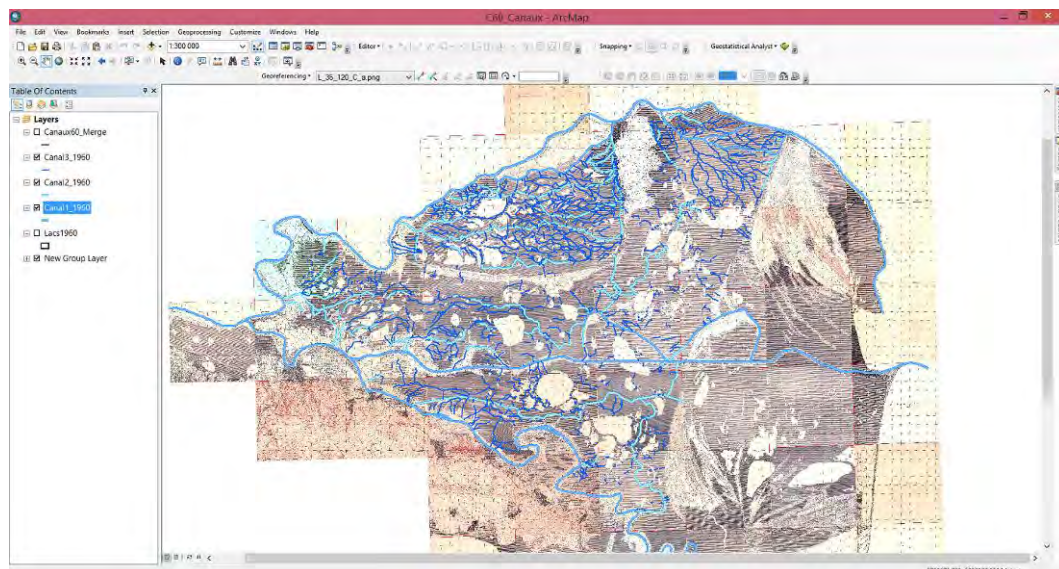 C60_Canaux - ArcMap
File Edit View Bookmarks Insert Selection Geoprocessing Customize Windows Help
1:300 000 Editor Snapping Geostatistical Analyst
Georeferencing L_35_120_C_a.png
Table Of Contents
Layers
Canaux60_Merge
Canal3_1960
Canal2_1960
Canal1_1960
Lacs1960
New Group Layer